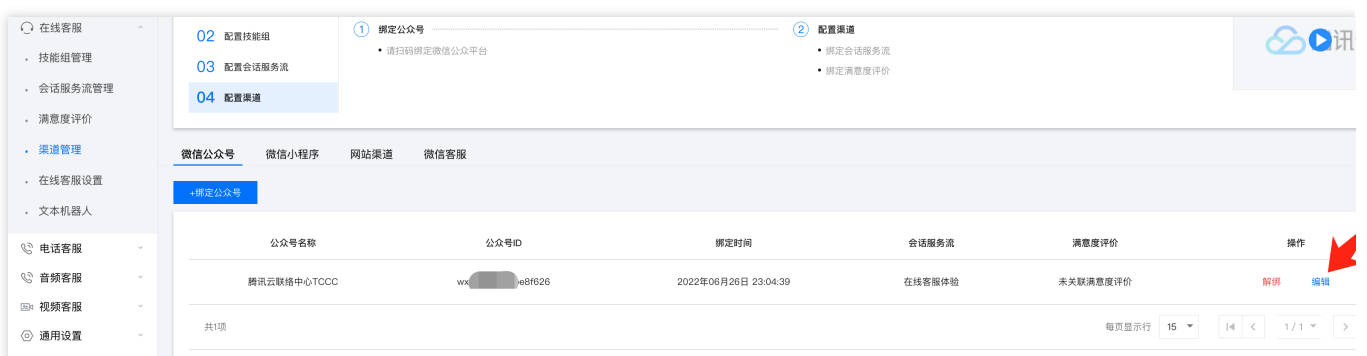 在线客服
技能组管理
会话服务流管理
满意度评价
渠道管理
在线客服设置
文本机器人
电话客服
音频客服
视频客服
通用设置
02 配置技能组
03 配置会话服务流
04 配置渠道
1 绑定公众号
• 请扫码绑定微信公众平台
2 配置渠道
• 绑定会话服务流
• 绑定满意度评价
讯
微信公众号 微信小程序 网站渠道 微信客服
+绑定公众号
公众号名称 公众号ID 绑定时间 会话服务流 满意度评价 操作
腾讯云联络中心TCCC wx e8f626 2022年06月26日 23:04:39 在线客服体验 未关联满意度评价 解绑 编辑
共1项 每页显示行 15 1 / 1